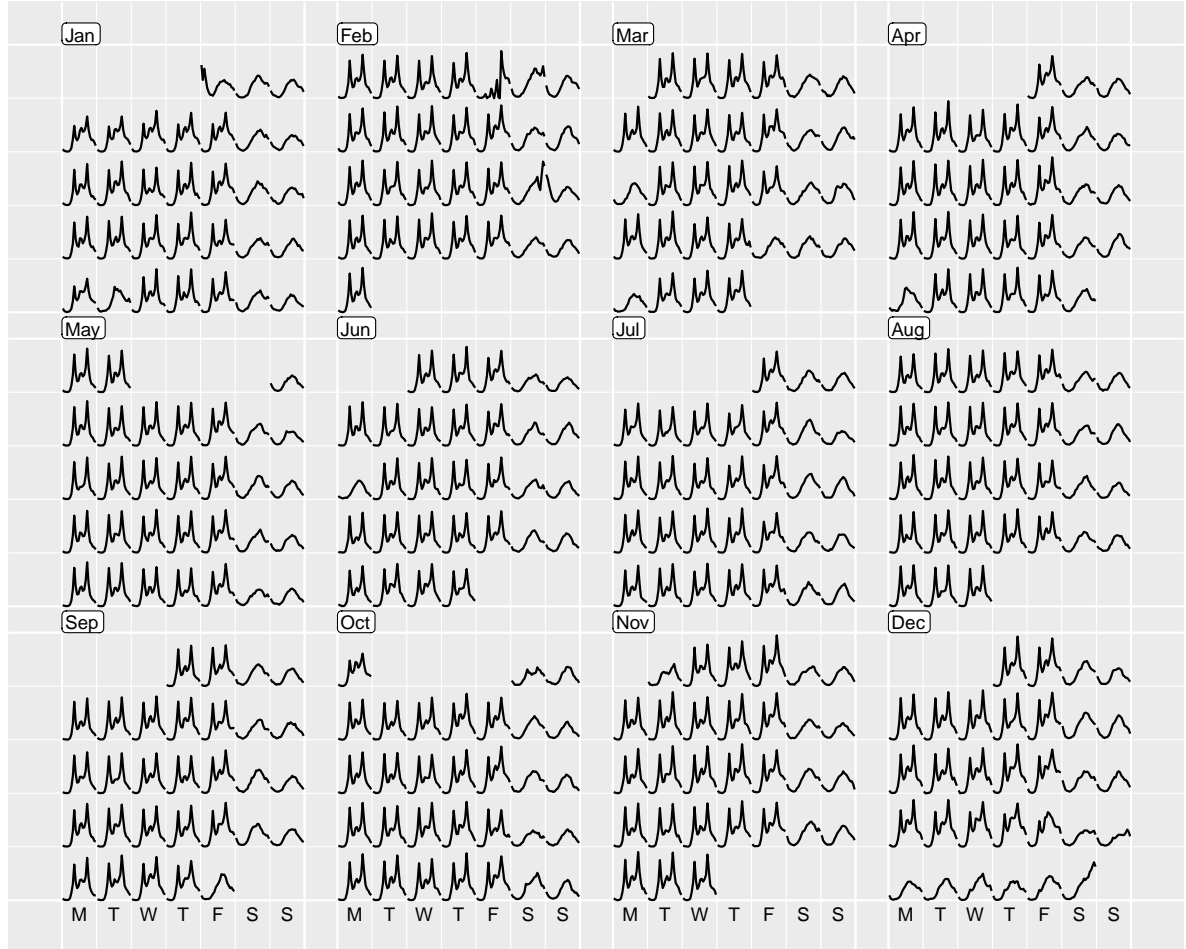 Jan Feb Mar Apr
May Jun Jul Aug
Sep Oct Nov Dec
M T W T F S S M T W T F S S M T W T F S S M T W T F S S